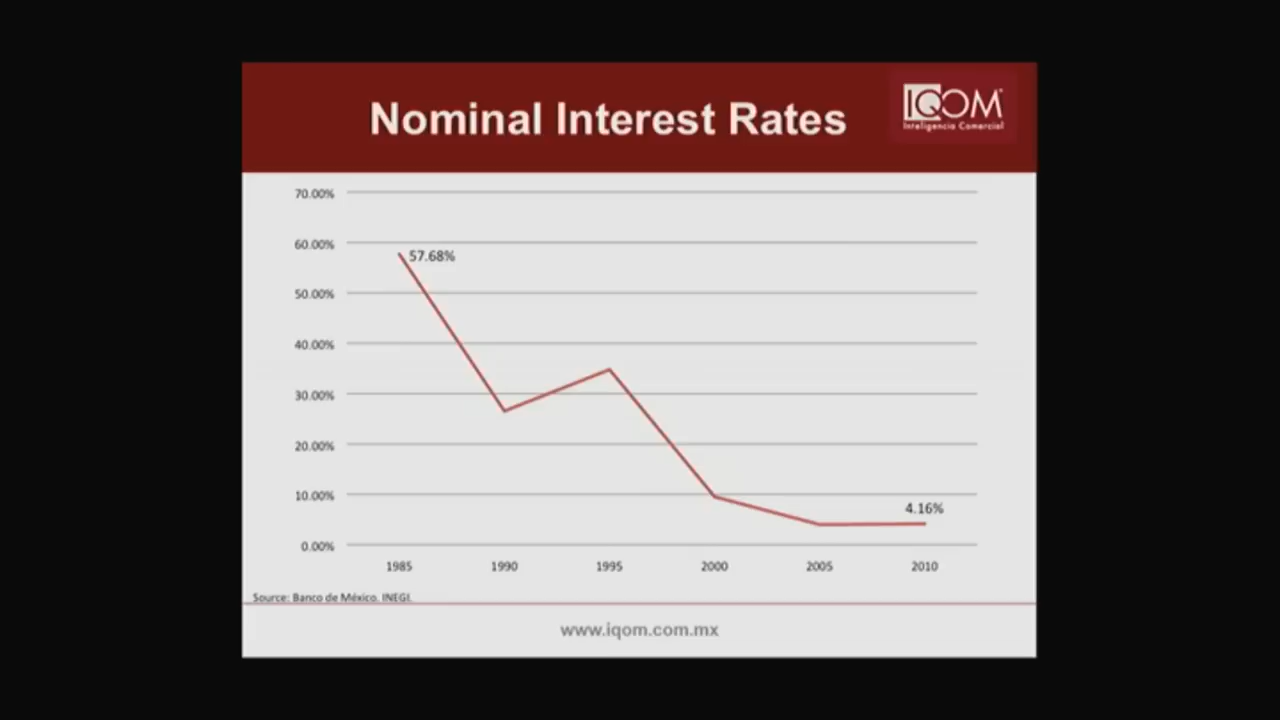 Nominal Interest Rates
IQOM
Inteligencia Comercial
70.00%
60.00%
57.68%
50.00%
40.00%
30.00%
20.00%
10.00%
4.16%
0.00%
1985 1990 1995 2000 2005 2010
Source: Banco de México. INEGI.
www.iqom.com.mx